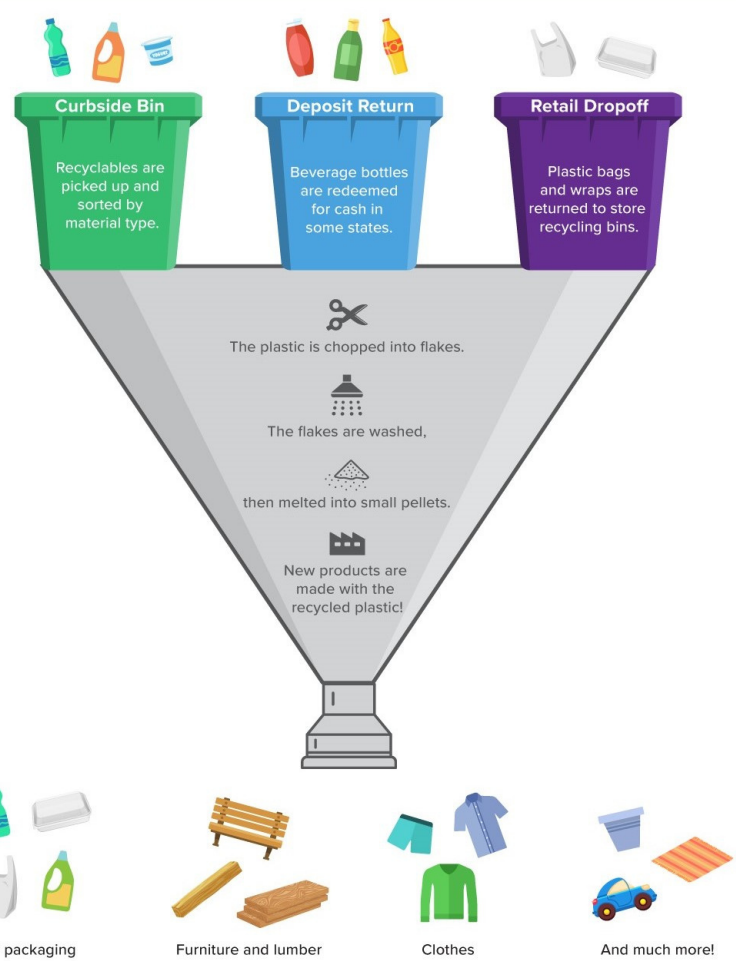 Curbside Bin
Deposit Return
Retail Dropoff
Recyclables are
picked up and
sorted by
material type.
Beverage bottles
are redeemed
for cash in
some states.
Plastic bags
and wraps are
returned to store
recycling bins.
The plastic is chopped into flakes.
The flakes are washed,
then melted into small pellets.
New products are
made with the
recycled plastic!
packaging
Furniture and lumber
Clothes
And much more!